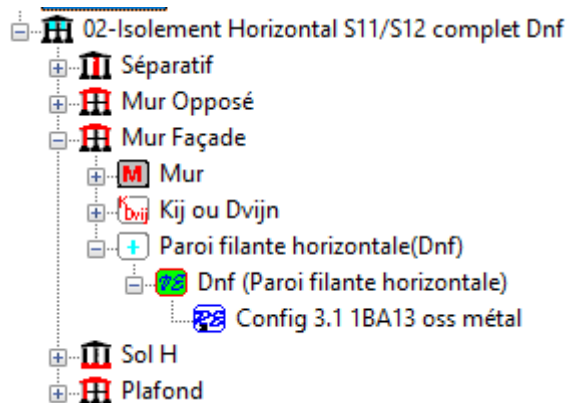 02-Isolement Horizontal S11/S12 complet Dnf
Séparatif
Mur Opposé
Mur Façade
M Mur
Kij ou Dvijn
Paroi filante horizontale(Dnf)
Dnf (Paroi filante horizontale)
Config 3.1 1BA13 oss métal
Sol H
Plafond